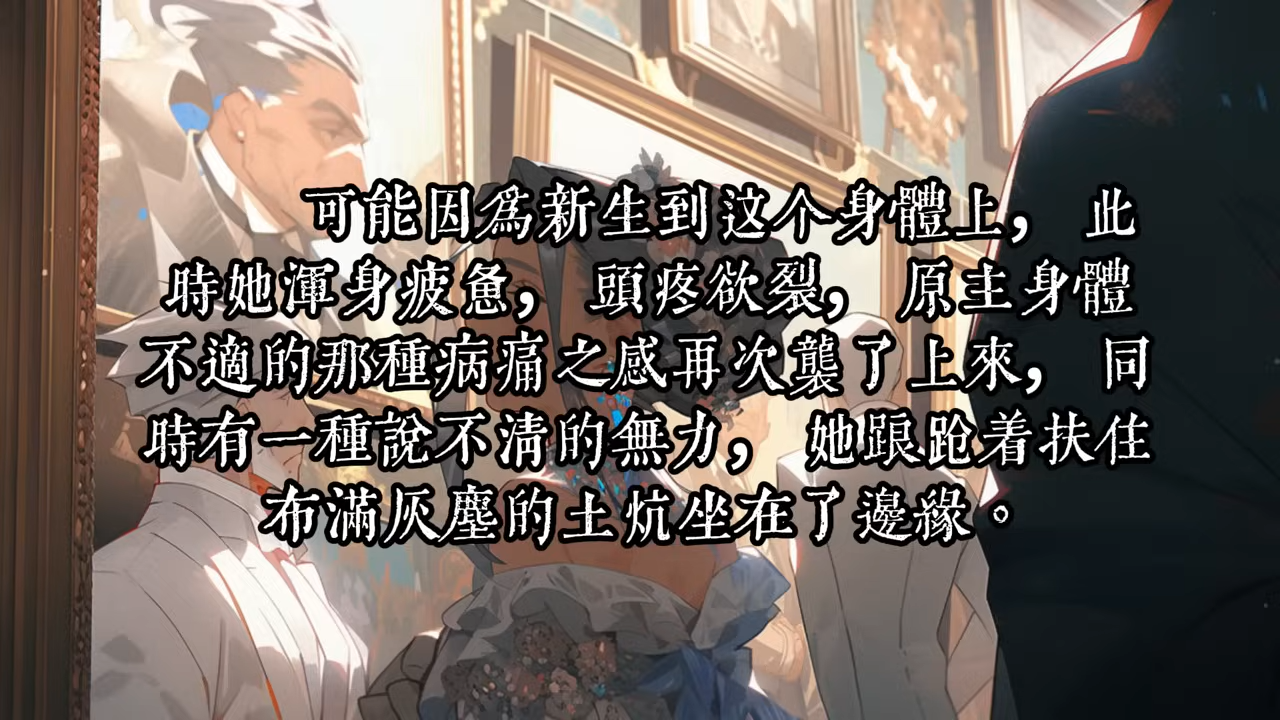 可能因爲新生到这个身體上， 此
時她渾身疲惫， 頭疼欲裂， 原主身體
不適的那種病痛之感再次襲了上來， 同
時有一種說不清的無力， 她踉跄着扶住
布滿灰塵的土炕坐在了邊緣。